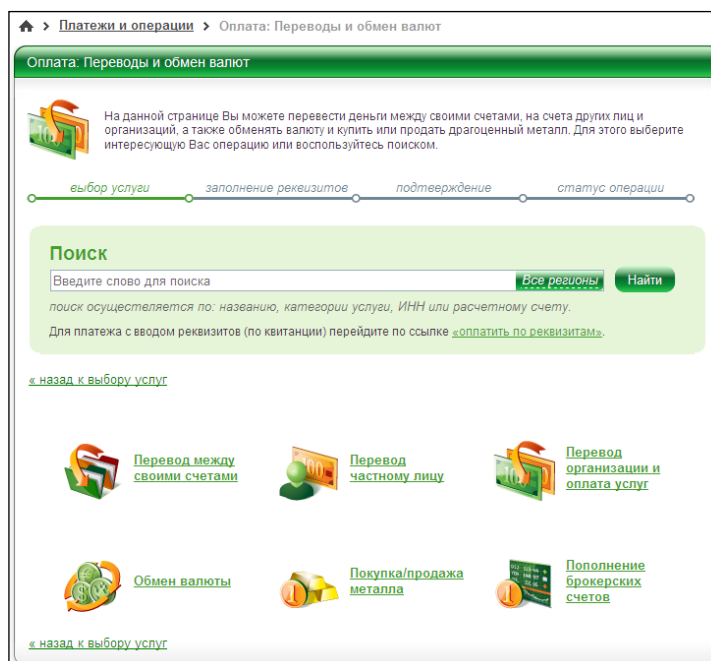 Платежи и операции > Оплата: Переводы и обмен валют
Оплата: Переводы и обмен валют
На данной странице Вы можете перевести деньги между своими счетами, на счета других лиц и
организаций, а также обменять валюту и купить или продать драгоценный металл. Для этого выберите
интересующую Вас операцию или воспользуйтесь поиском.
выбор услуги заполнение реквизитов подтверждение статус операции
Поиск
Введите слово для поиска Все регионы Найти
поиск осуществляется по: названию, категории услуги, ИНН или расчетному счету.
Для платежа с вводом реквизитов (по квитанции) перейдите по ссылке «оплатить по реквизитам».
« назад к выбору услуг
Перевод между
своими счетами
Перевод
частному лицу
Перевод
организации и
оплата услуг
Обмен валюты
Покупка/продажа
металла
Пополнение
брокерских
счетов
« назад к выбору услуг